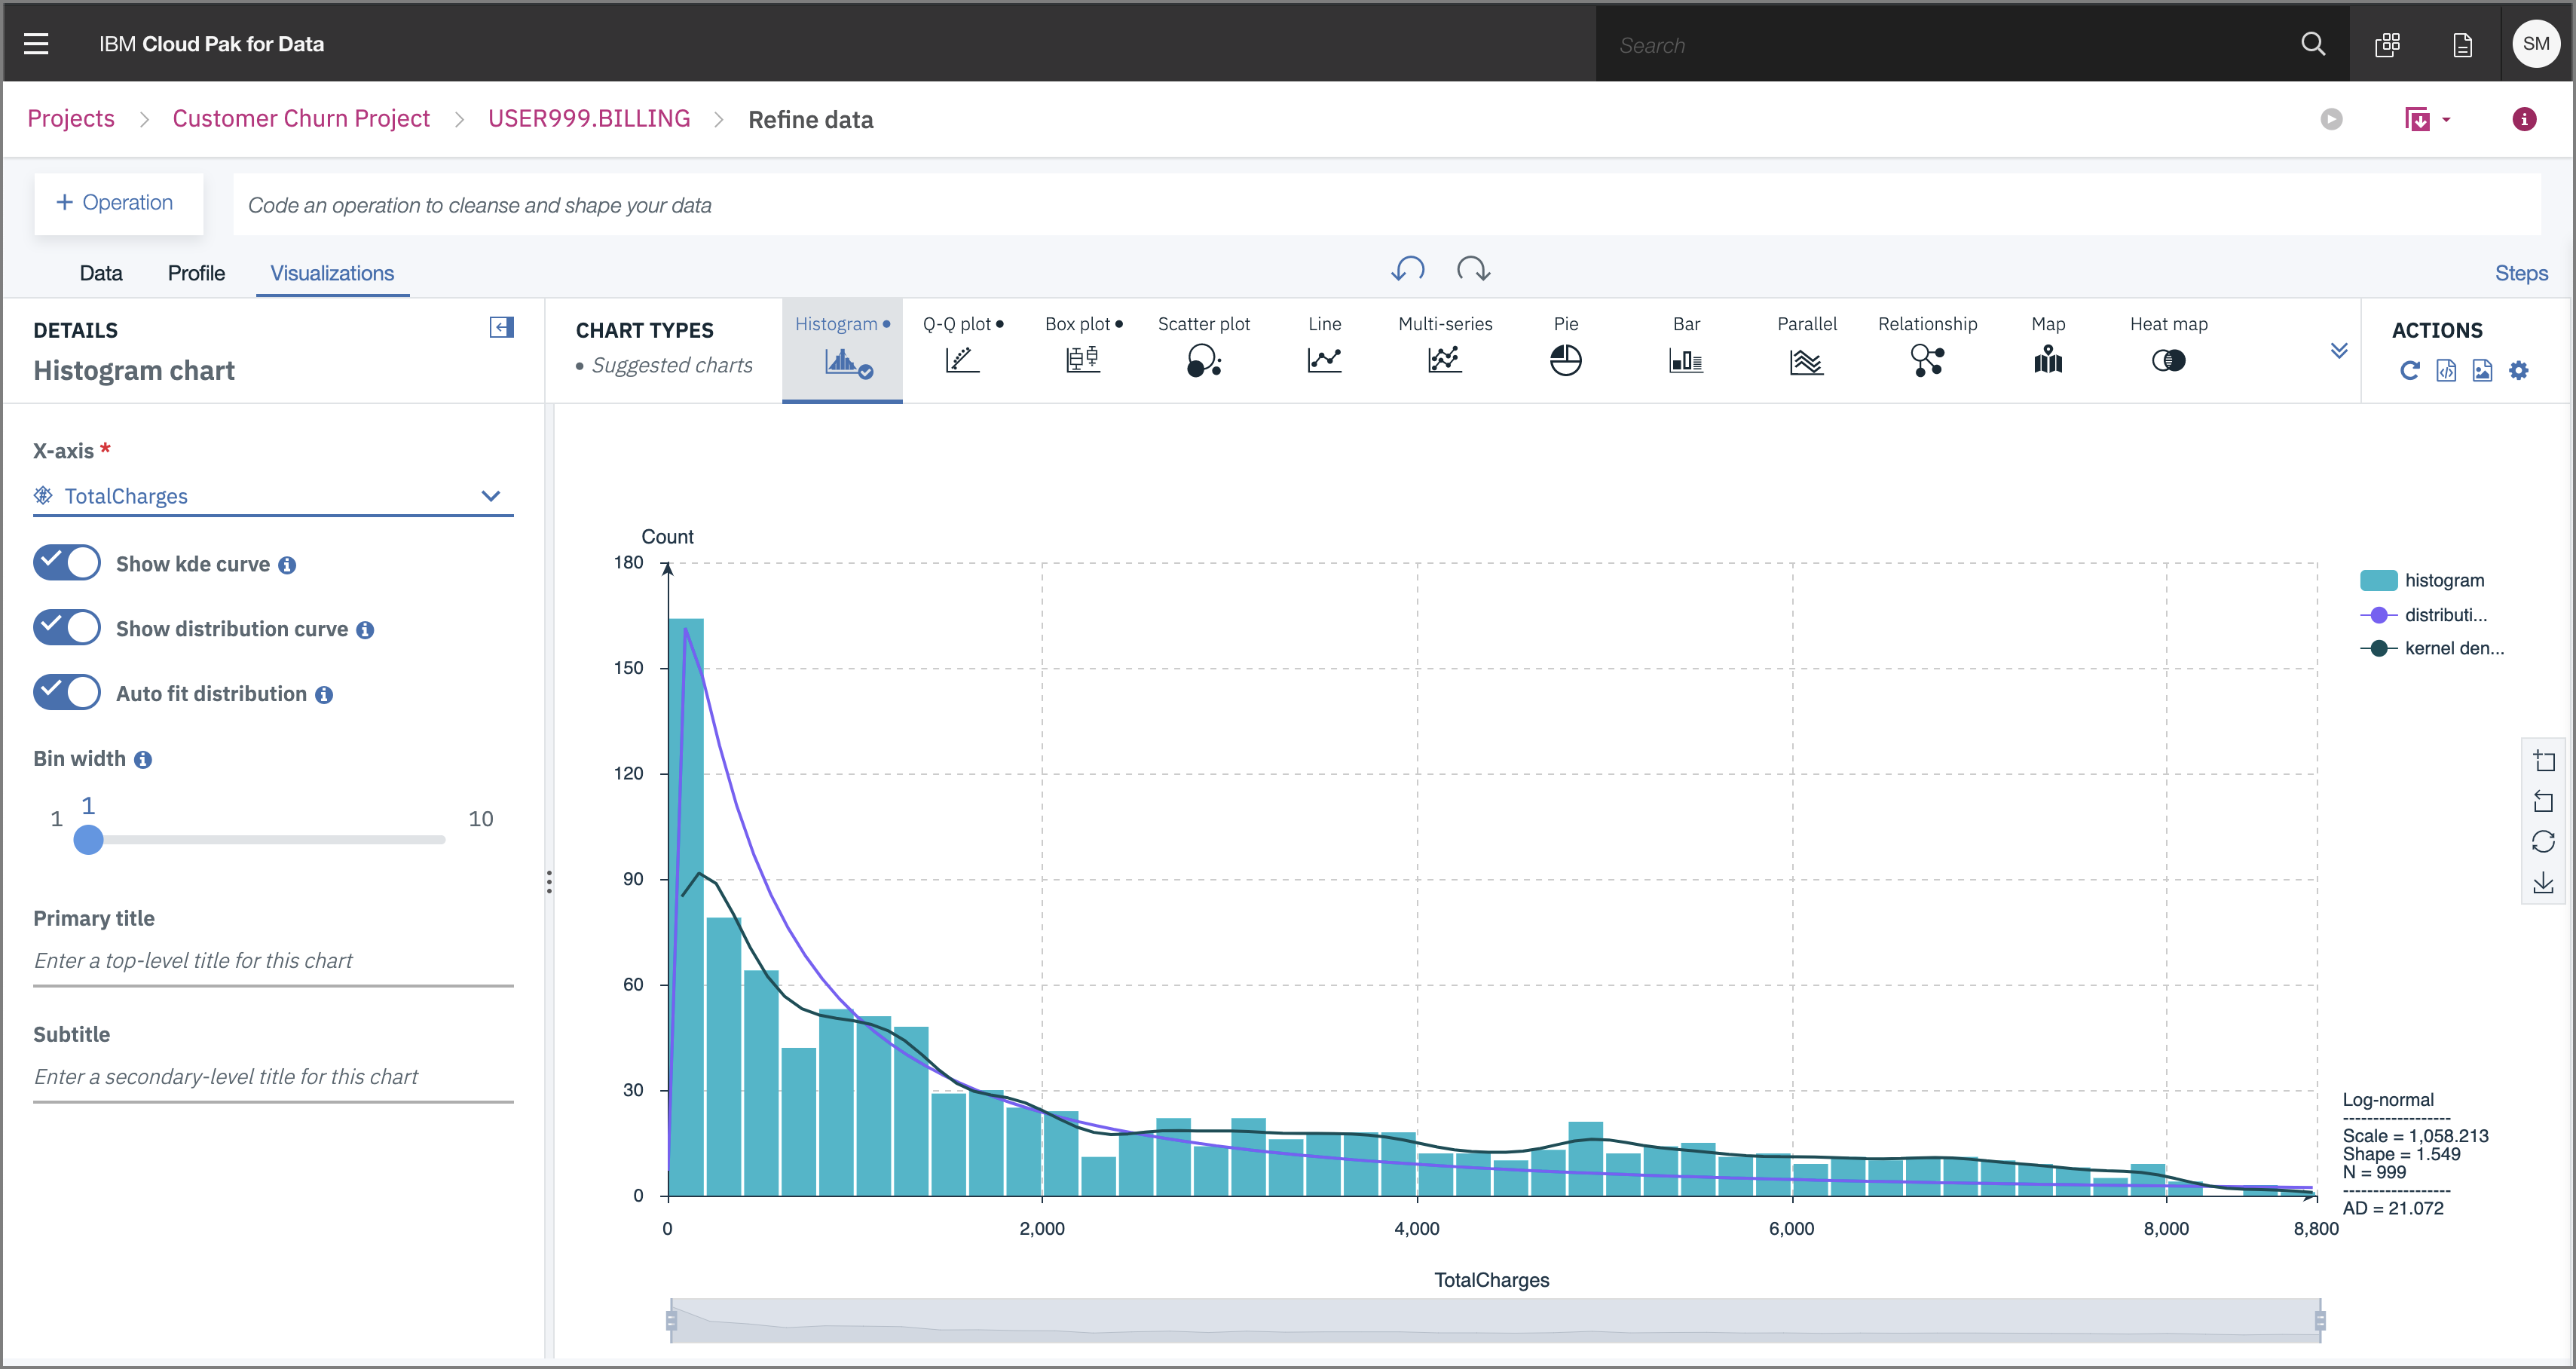 IBM Cloud Pak for Data
Search
SM
Projects > Customer Churn Project > USER999.BILLING > Refine data
+ Operation
Code an operation to cleanse and shape your data
Data Profile Visualizations
Steps
DETAILS
Histogram chart
CHART TYPES
• Suggested charts
Histogram • Q-Q plot • Box plot • Scatter plot Line Multi-series Pie Bar Parallel Relationship Map Heat map
ACTIONS
X-axis *
TotalCharges
Show kde curve
Show distribution curve
Auto fit distribution
Bin width
1 1 10
Primary title
Enter a top-level title for this chart
Subtitle
Enter a secondary-level title for this chart
Count
180
150
120
90
60
30
0
0 2,000 4,000 6,000 8,000 8,800
TotalCharges
histogram
distributi...
kernel den...
Log-normal
------------------
Scale = 1,058.213
Shape = 1.549
N = 999
------------------
AD = 21.072